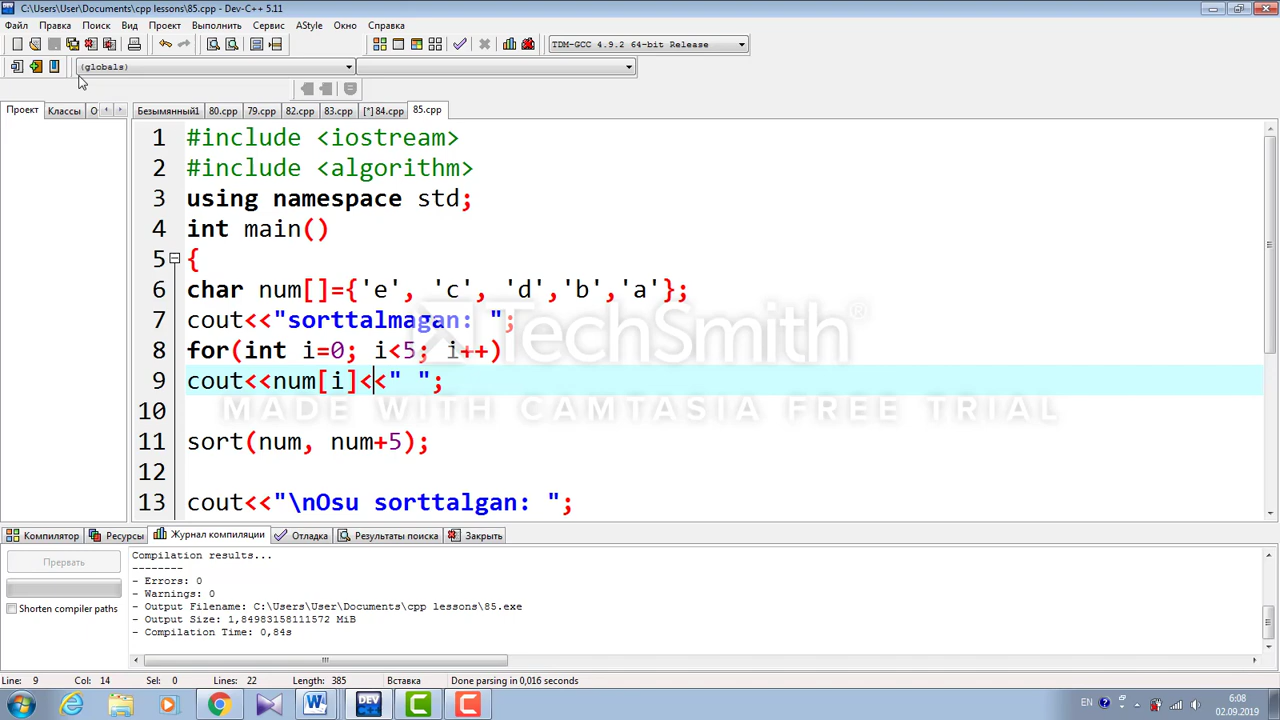 C:\Users\User\Documents\cpp lessons\85.cpp - Dev-C++ 5.11
Файл Правка Поиск Вид Проект Выполнить Сервис AStyle Окно Справка
TDM-GCC 4.9.2 64-bit Release
(globals)
Проект Классы О Безымянный1 80.cpp 79.cpp 82.cpp 83.cpp [*] 84.cpp 85.cpp
1 #include <iostream>
2 #include <algorithm>
3 using namespace std;
4 int main()
5 {
6 char num[]={'e', 'c', 'd','b','a'};
7 cout<<"sorttalmagan: ";
8 for(int i=0; i<5; i++)
9 cout<<num[i]<<" ";
10
11 sort(num, num+5);
12
13 cout<<"\nOsu sorttalgan: ";
TechSmith®
MADE WITH CAMTASIA FREE TRIAL
Компилятор Ресурсы Журнал компиляции Отладка Результаты поиска Закрыть
Прервать
Shorten compiler paths
Compilation results...
--------
- Errors: 0
- Warnings: 0
- Output Filename: C:\Users\User\Documents\cpp lessons\85.exe
- Output Size: 1,84983158111572 MiB
- Compilation Time: 0,84s
Line: 9 Col: 14 Sel: 0 Lines: 22 Length: 385 Вставка Done parsing in 0,016 seconds
DEV
EN 6:08
02.09.2019